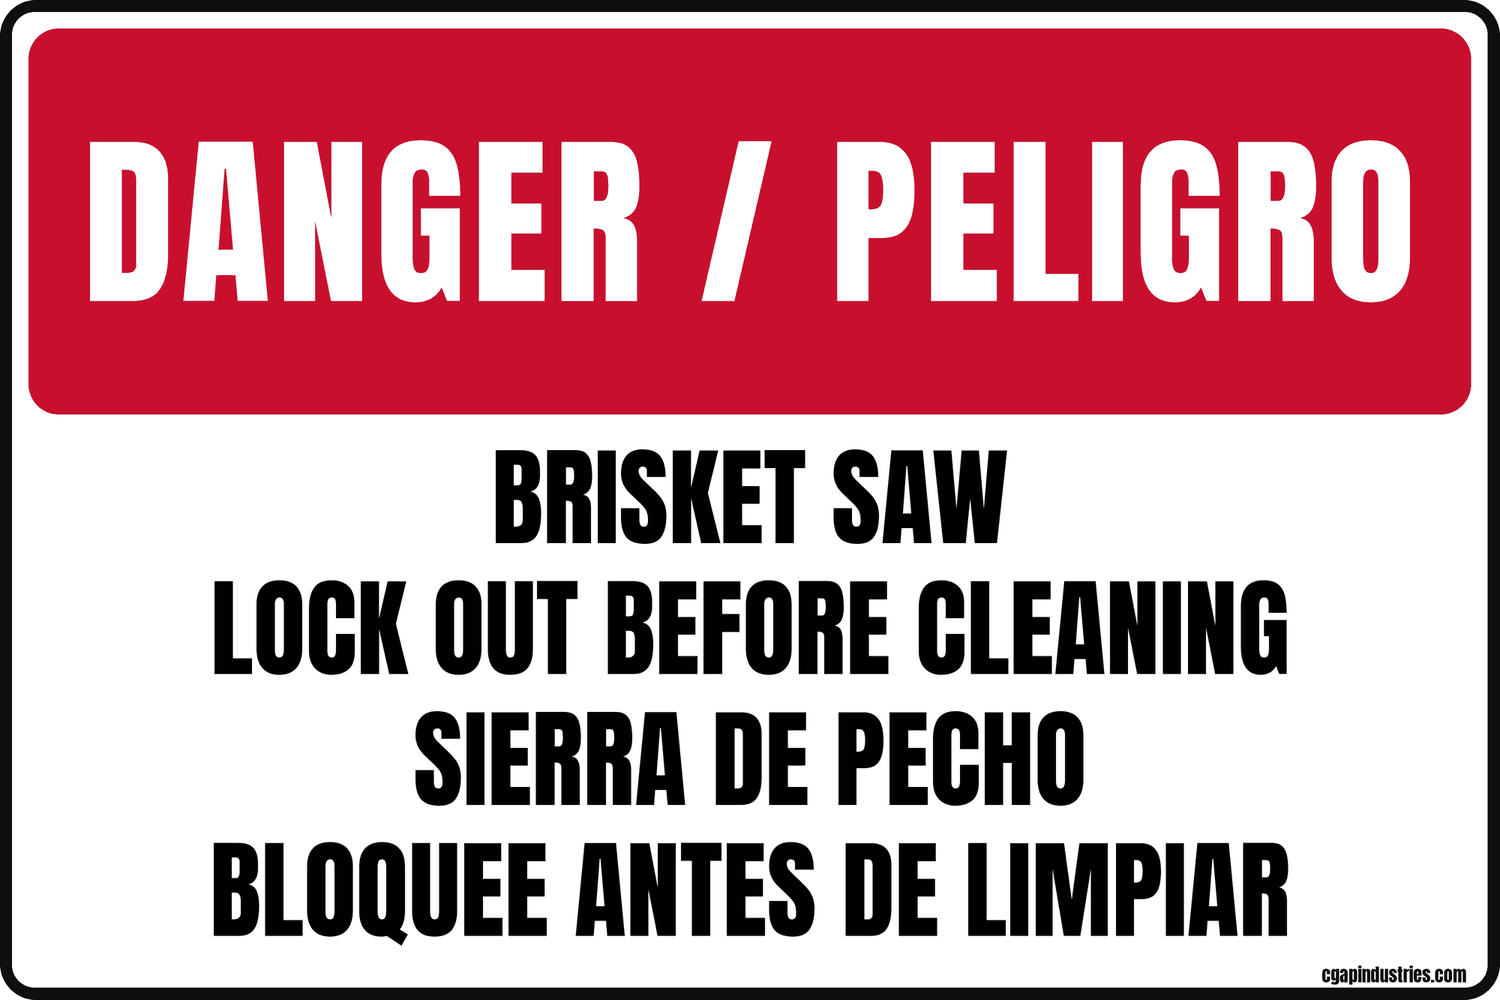 DANGER / PELIGRO
BRISKET SAW
LOCK OUT BEFORE CLEANING
SIERRA DE PECHO
BLOQUEE ANTES DE LIMPIAR
cgapindustries.com